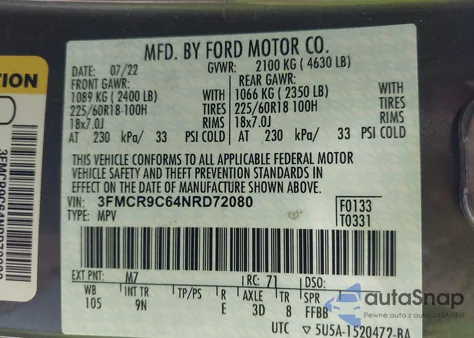 MFD. BY FORD MOTOR CO.
DATE: 07/22 GVWR: 2100 KG ( 4630 LB)
FRONT GAWR: REAR GAWR:
1089 KG ( 2400 LB) 1066 KG ( 2350 LB)
225/60R18 100H TIRES 225/60R18 100H TIRES
18x7.0J RIMS 18x7.0J RIMS
AT 230 kPa/ 33 PSI COLD AT 230 kPa/ 33 PSI COLD
THIS VEHICLE CONFORMS TO ALL APPLICABLE FEDERAL MOTOR
VEHICLE SAFETY AND THEFT PREVENTION STANDARDS IN
EFFECT ON THE DATE OF MANUFACTURE SHOWN ABOVE.
VIN: 3FMCR9C64NRD72080 F0133
TYPE: MPV T0331
EXT PNT: M7 RC: 71 DSO:
WB INT TR TP/PS R AXLE TR SPR
105 9N E 3D 8 FFBB
UTC 5U5A-1520472-BA
autoSnap